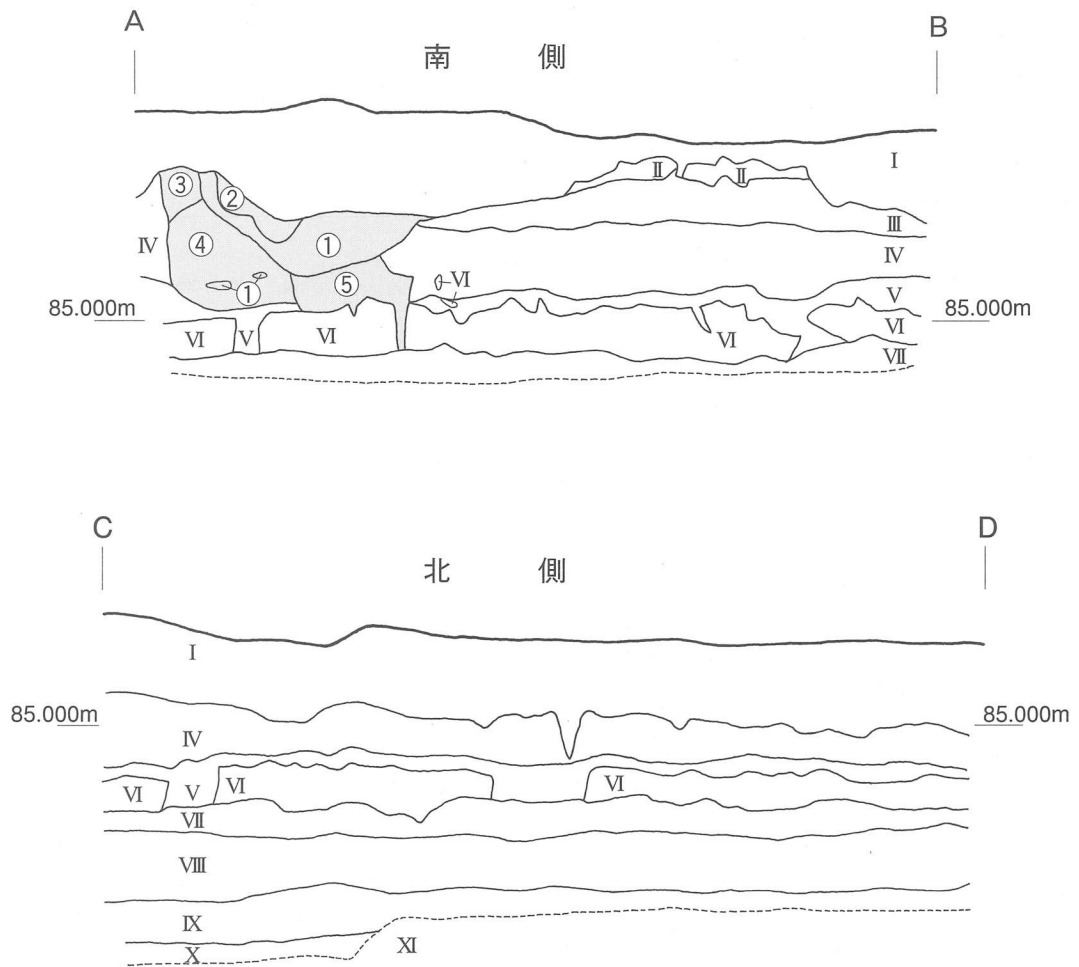 A B
南 側
I
II II
③
②
III
① 
④
IV IV
⑤
① VI V
85.000m 85.000m
VI V VI VI VI
VII
C D
北 側
I
85.000m 85.000m
IV
VI V VI VI
VII
VIII
IX
XI
X